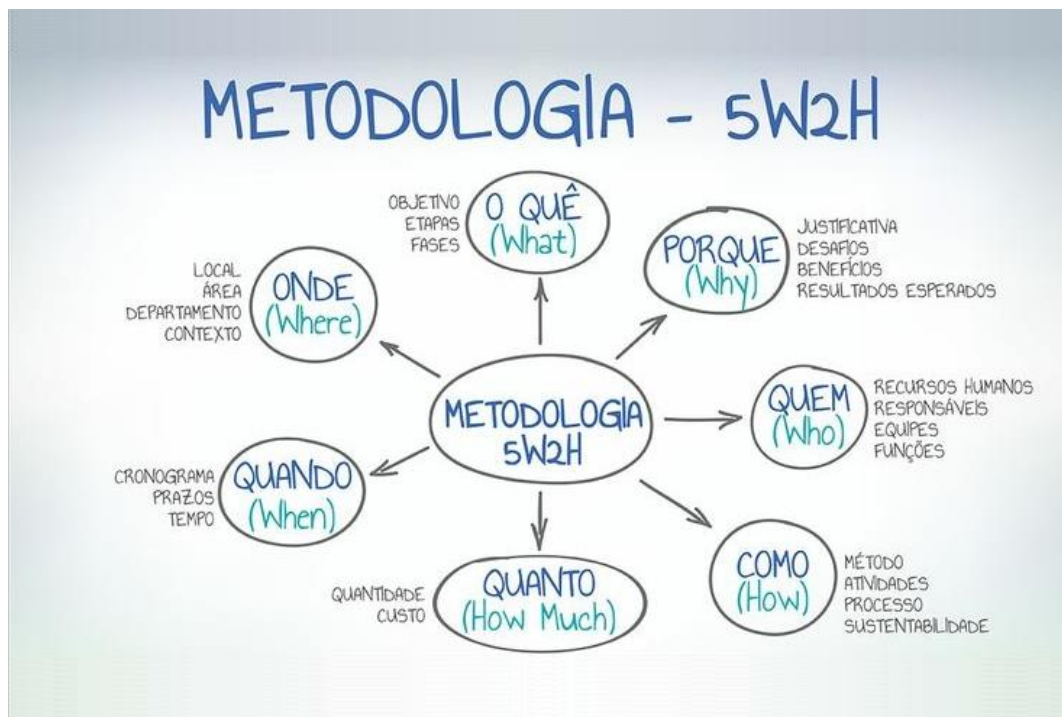 METODOLOGIA - 5W2H
O QUÊ
(What)
OBJETIVO
ETAPAS
FASES
PORQUE
(Why)
JUSTIFICATIVA
DESAFIOS
BENEFÍCIOS
RESULTADOS ESPERADOS
QUEM
(Who)
RECURSOS HUMANOS
RESPONSÁVEIS
EQUIPES
FUNÇÕES
COMO
(How)
MÉTODO
ATIVIDADES
PROCESSO
SUSTENTABILIDADE
QUANTO
(How Much)
QUANTIDADE
CUSTO
QUANDO
(When)
CRONOGRAMA
PRAZOS
TEMPO
ONDE
(Where)
LOCAL
ÁREA
DEPARTAMENTO
CONTEXTO
METODOLOGIA
5W2H